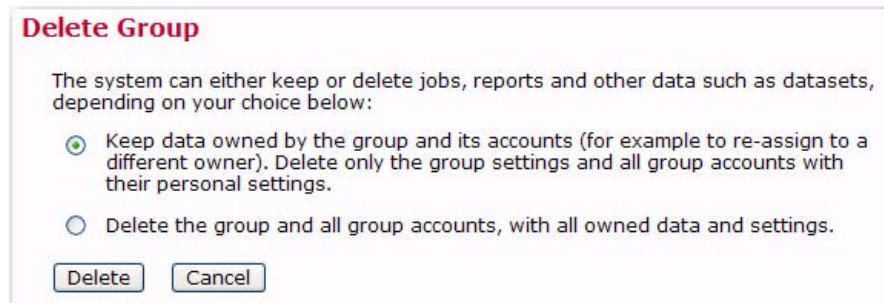 Delete Group
The system can either keep or delete jobs, reports and other data such as datasets,
depending on your choice below:
Keep data owned by the group and its accounts (for example to re-assign to a
different owner). Delete only the group settings and all group accounts with
their personal settings.
Delete the group and all group accounts, with all owned data and settings.
Delete Cancel